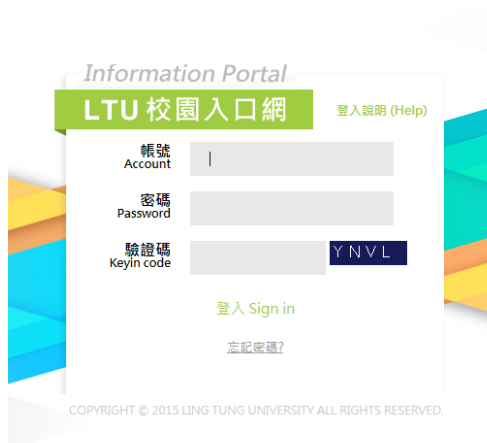 Information Portal
LTU 校園入口網
登入說明 (Help)
帳號
Account
密碼
Password
驗證碼
Keyin code
YNVL
登入 Sign in
忘記密碼?
COPYRIGHT © 2015 LING TUNG UNIVERSITY ALL RIGHTS RESERVED.